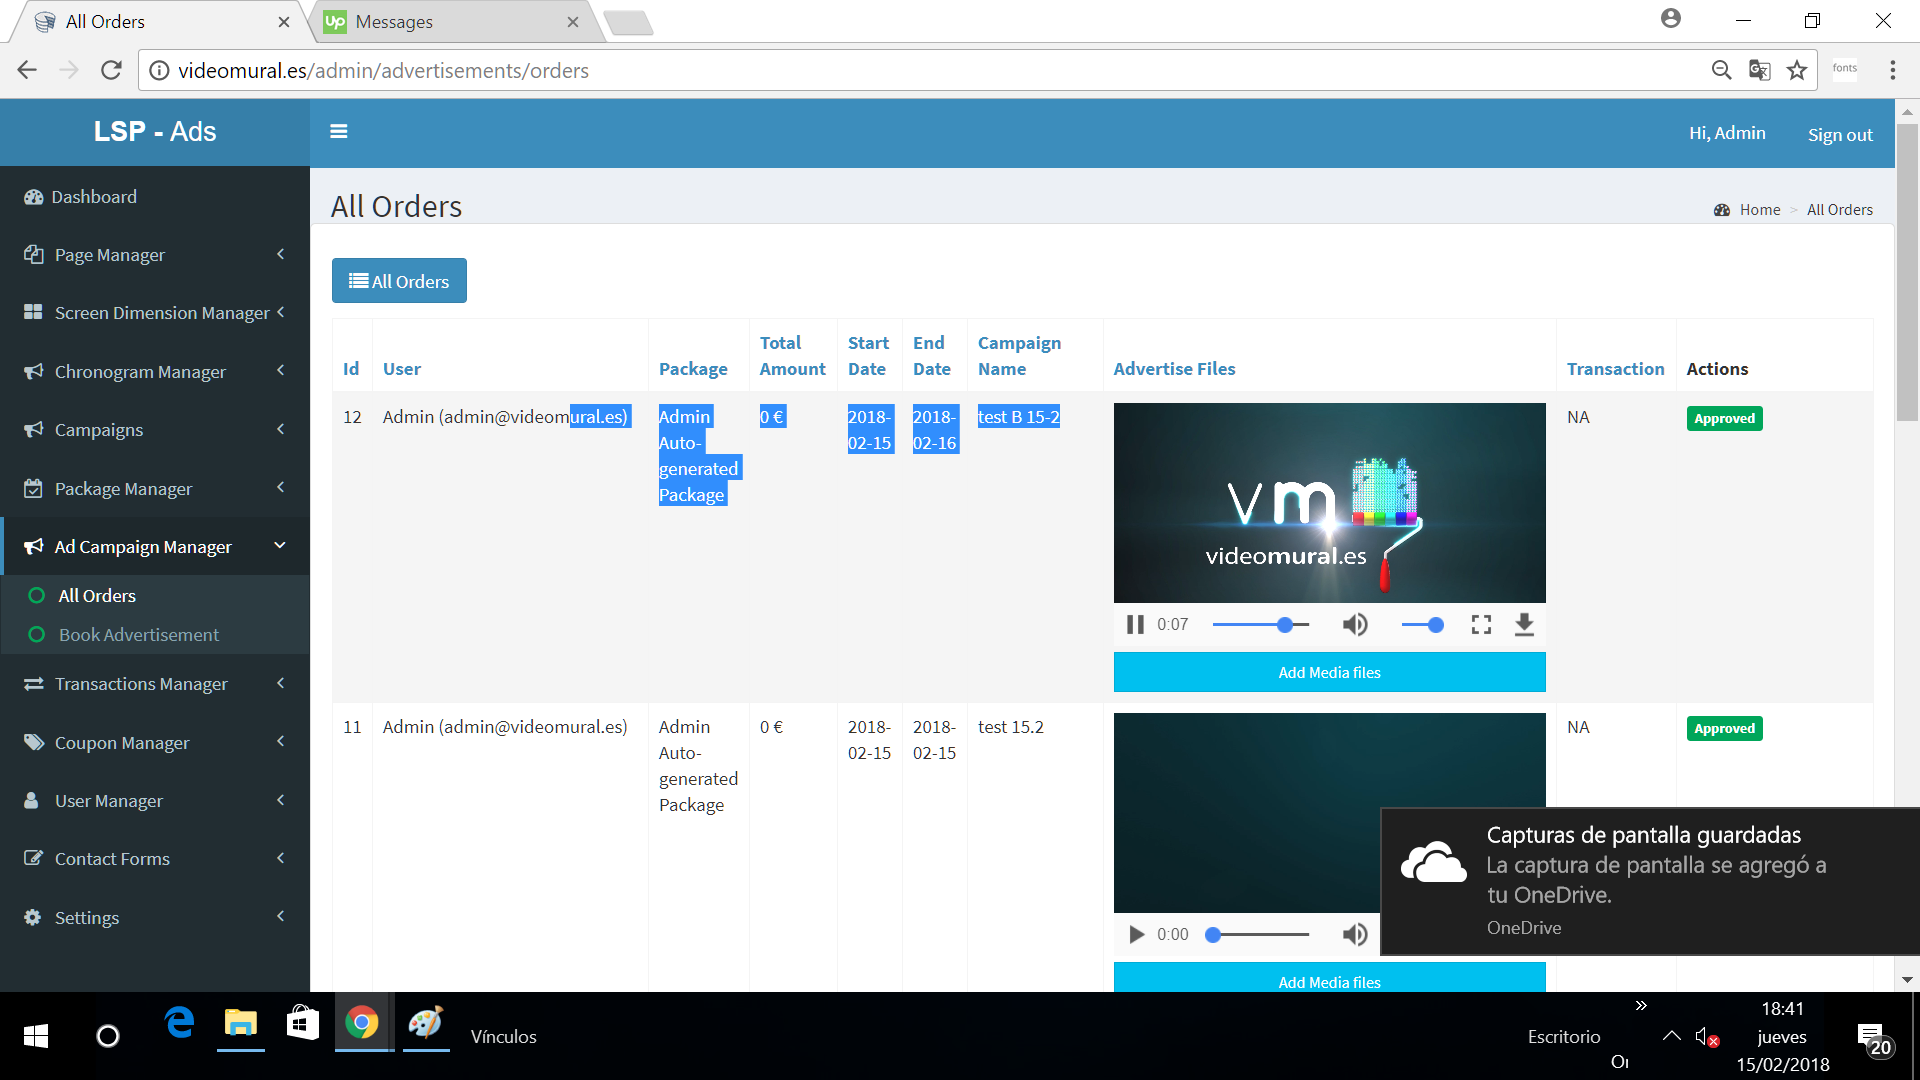 All Orders
Up Messages
videomural.es/admin/advertisements/orders
fonts
LSP - Ads
Hi, Admin
Sign out
Dashboard
Page Manager
Screen Dimension Manager
Chronogram Manager
Campaigns
Package Manager
Ad Campaign Manager
All Orders
Book Advertisement
Transactions Manager
Coupon Manager
User Manager
Contact Forms
Settings
All Orders
Home > All Orders
All Orders
Id User Package Total Amount Start Date End Date Campaign Name Advertise Files Transaction Actions
12 Admin (admin@videomural.es) Admin Auto-generated Package 0 € 2018-02-15 2018-02-16 test B 15-2 NA Approved
vm
videomural.es
0:07
Add Media files
11 Admin (admin@videomural.es) Admin Auto-generated Package 0 € 2018-02-15 2018-02-15 test 15.2 NA Approved
0:00
Add Media files
Capturas de pantalla guardadas
La captura de pantalla se agregó a
tu OneDrive.
OneDrive
Vínculos
Escritorio
»
18:41
jueves
15/02/2018
20